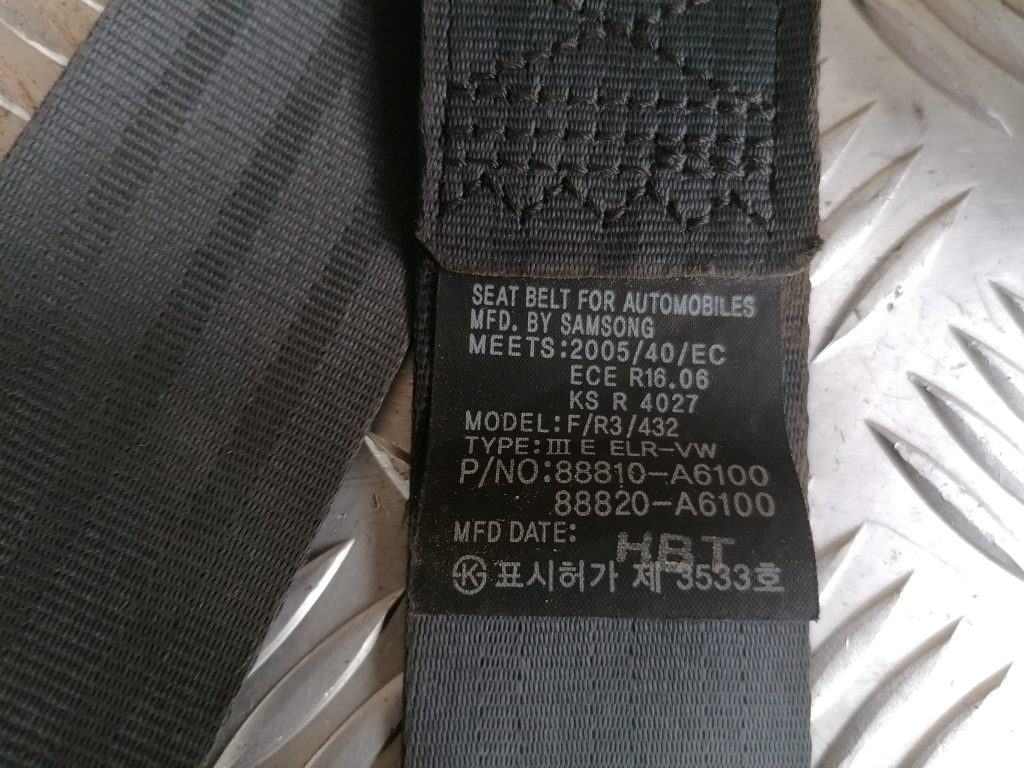 SEAT BELT FOR AUTOMOBILES
MFD. BY SAMSONG
MEETS:2005/40/EC
ECE R16.06
KS R 4027
MODEL:F/R3/432
TYPE:Ⅲ E ELR-VW
P/NO:88810-A6100
88820-A6100
MFD DATE: HBT
㉿ 표시허가 제 3533호